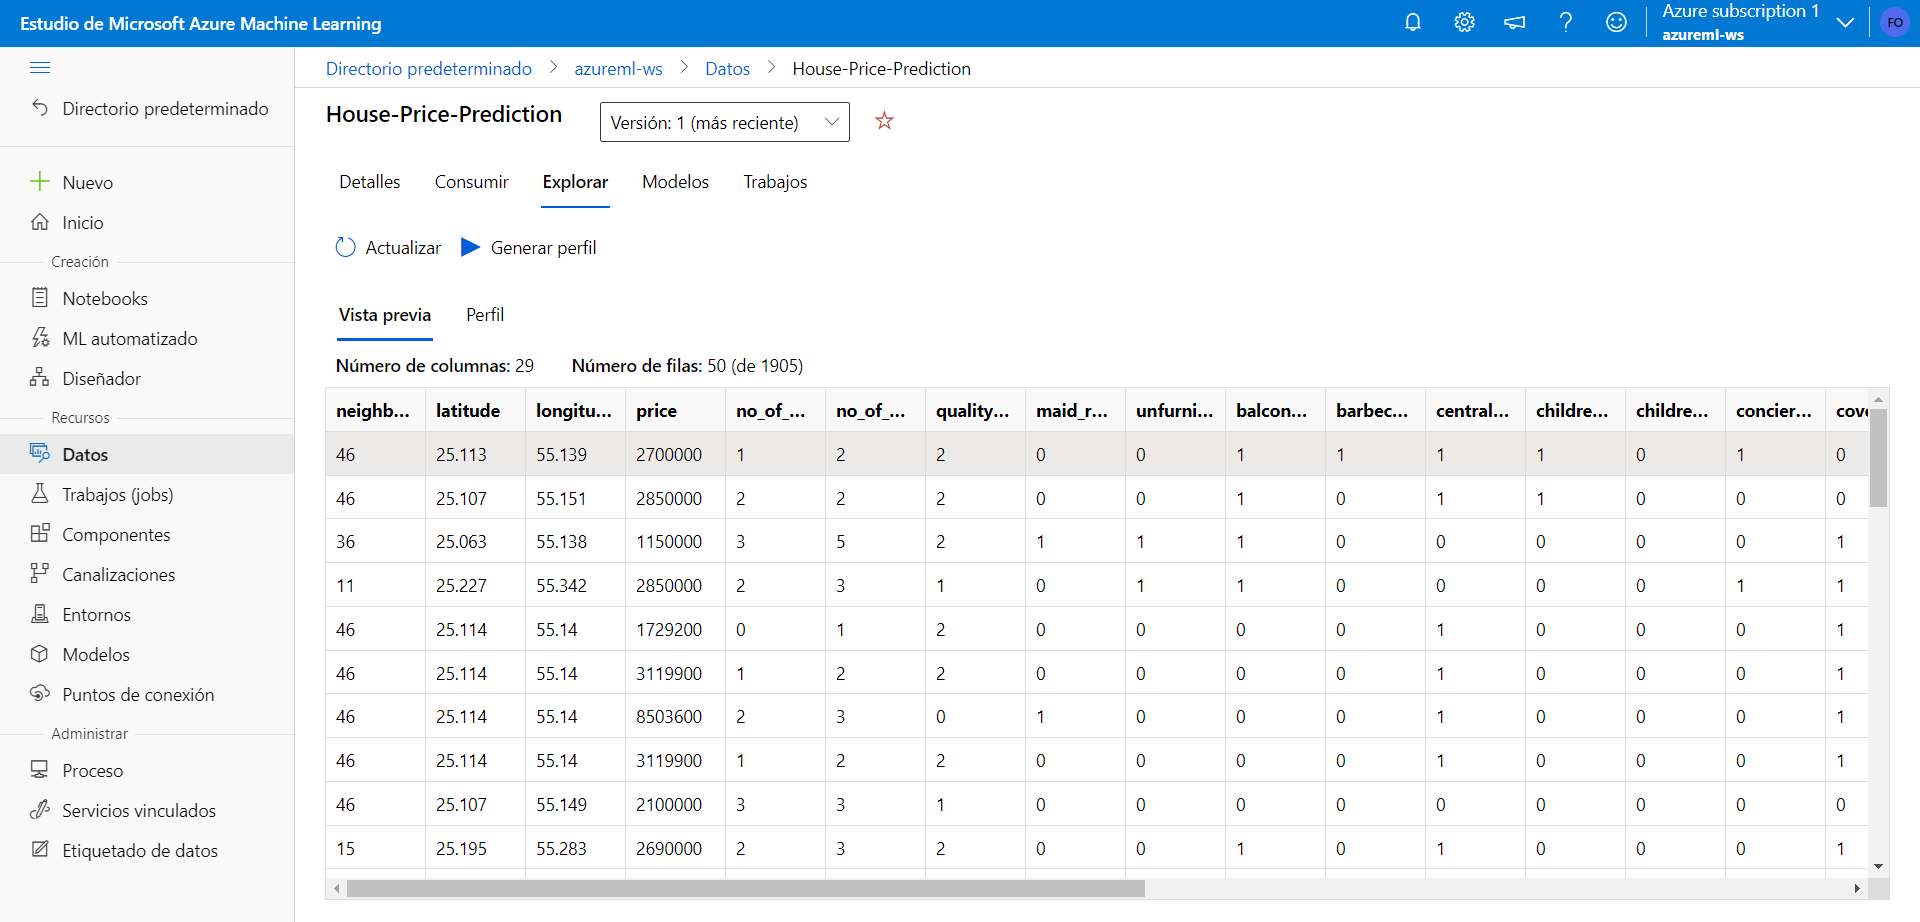 Estudio de Microsoft Azure Machine Learning
Azure subscription 1
azureml-ws
FO
Directorio predeterminado
Nuevo
Inicio
Creación
Notebooks
ML automatizado
Diseñador
Recursos
Datos
Trabajos (jobs)
Componentes
Canalizaciones
Entornos
Modelos
Puntos de conexión
Administrar
Proceso
Servicios vinculados
Etiquetado de datos
Directorio predeterminado > azureml-ws > Datos > House-Price-Prediction
House-Price-Prediction Versión: 1 (más reciente)
Detalles Consumir Explorar Modelos Trabajos
Actualizar Generar perfil
Vista previa Perfil
Número de columnas: 29 Número de filas: 50 (de 1905)
neighb... latitude longitu... price no_of_... no_of_... quality... maid_r... unfurni... balcon... barbec... central... childre... childre... concier... cove
46 25.113 55.139 2700000 1 2 2 0 0 1 1 1 1 0 1 0
46 25.107 55.151 2850000 2 2 2 0 0 1 0 1 1 0 0 0
36 25.063 55.138 1150000 3 5 2 1 1 1 0 0 0 0 0 1
11 25.227 55.342 2850000 2 3 1 0 1 1 0 0 0 0 1 1
46 25.114 55.14 1729200 0 1 2 0 0 0 0 1 0 0 0 1
46 25.114 55.14 3119900 1 2 2 0 0 0 0 1 0 0 0 1
46 25.114 55.14 8503600 2 3 0 1 0 0 0 1 0 0 0 1
46 25.114 55.14 3119900 1 2 2 0 0 0 0 1 0 0 0 1
46 25.107 55.149 2100000 3 3 1 0 0 0 0 0 0 0 0 0
15 25.195 55.283 2690000 2 3 2 0 0 1 0 1 0 0 0 1